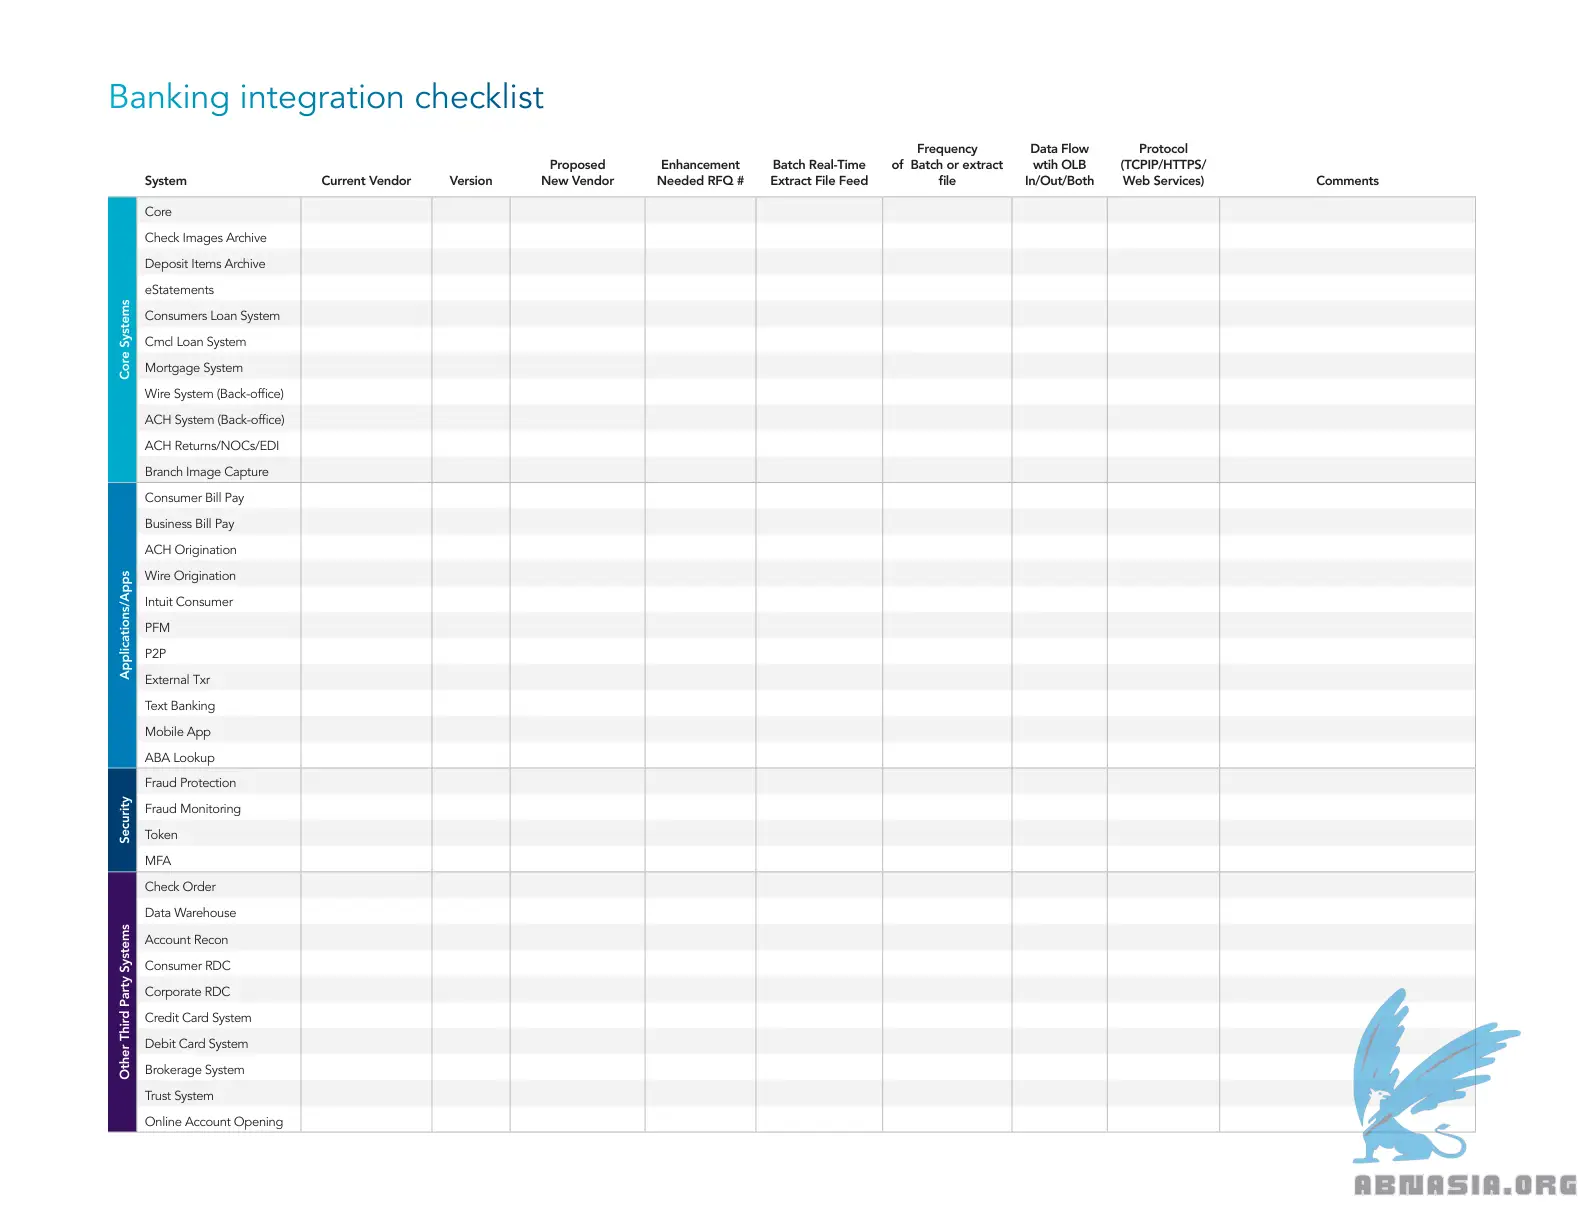 Banking integration checklist
System
Current Vendor
Version
Proposed
New Vendor
Enhancement
Needed RFQ #
Batch Real-Time
Extract File Feed
Frequency
of Batch or extract
file
Data Flow
wtih OLB
In/Out/Both
Protocol
(TCPIP/HTTPS/
Web Services)
Comments
Core Systems
Core
Check Images Archive
Deposit Items Archive
eStatements
Consumers Loan System
Cmcl Loan System
Mortgage System
Wire System (Back-office)
ACH System (Back-office)
ACH Returns/NOCs/EDI
Branch Image Capture
Applications/Apps
Consumer Bill Pay
Business Bill Pay
ACH Origination
Wire Origination
Intuit Consumer
PFM
P2P
External Txr
Text Banking
Mobile App
ABA Lookup
Security
Fraud Protection
Fraud Monitoring
Token
MFA
Other Third Party Systems
Check Order
Data Warehouse
Account Recon
Consumer RDC
Corporate RDC
Credit Card System
Debit Card System
Brokerage System
Trust System
Online Account Opening
ABNASIA.ORG